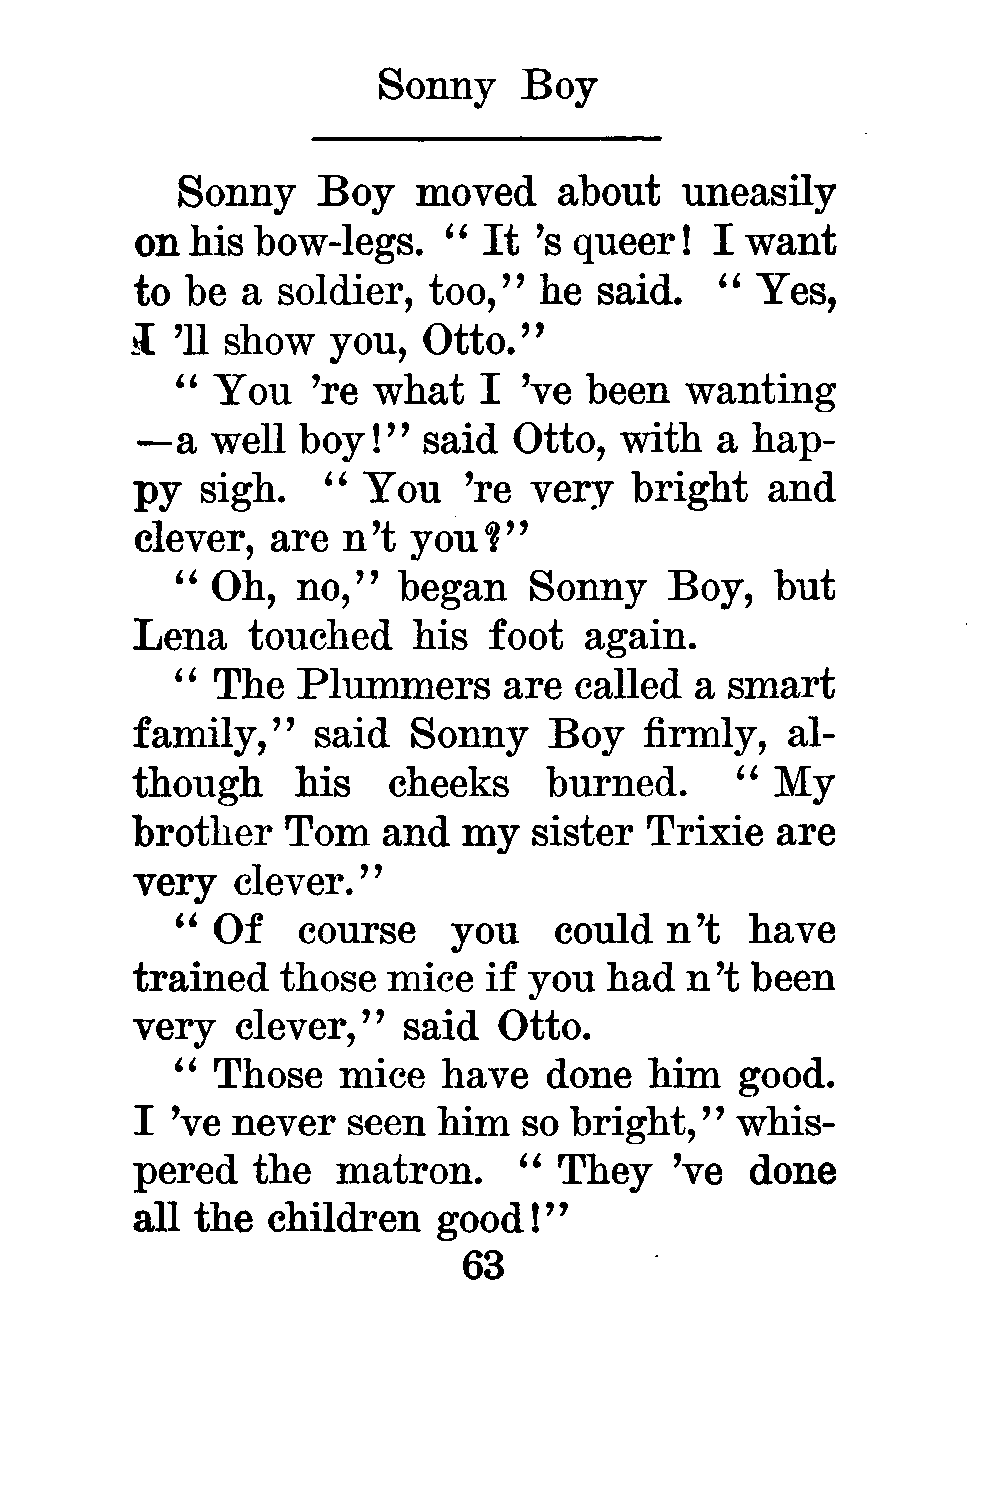 Sonny Boy
Sonny Boy moved about uneasily
on his bow-legs. “ It ’s queer! I want
to be a soldier, too,” he said. “ Yes,
I ’ll show you, Otto.”
“ You ’re what I ’ve been wanting
—a well boy!” said Otto, with a hap-
py sigh. “ You ’re very bright and
clever, are n’t you?”
“ Oh, no,” began Sonny Boy, but
Lena touched his foot again.
“ The Plummers are called a smart
family,” said Sonny Boy firmly, al-
though his cheeks burned. “ My
brother Tom and my sister Trixie are
very clever.”
“ Of course you could n’t have
trained those mice if you had n’t been
very clever,” said Otto.
“ Those mice have done him good.
I ’ve never seen him so bright,” whis-
pered the matron. “ They ’ve done
all the children good!”
63